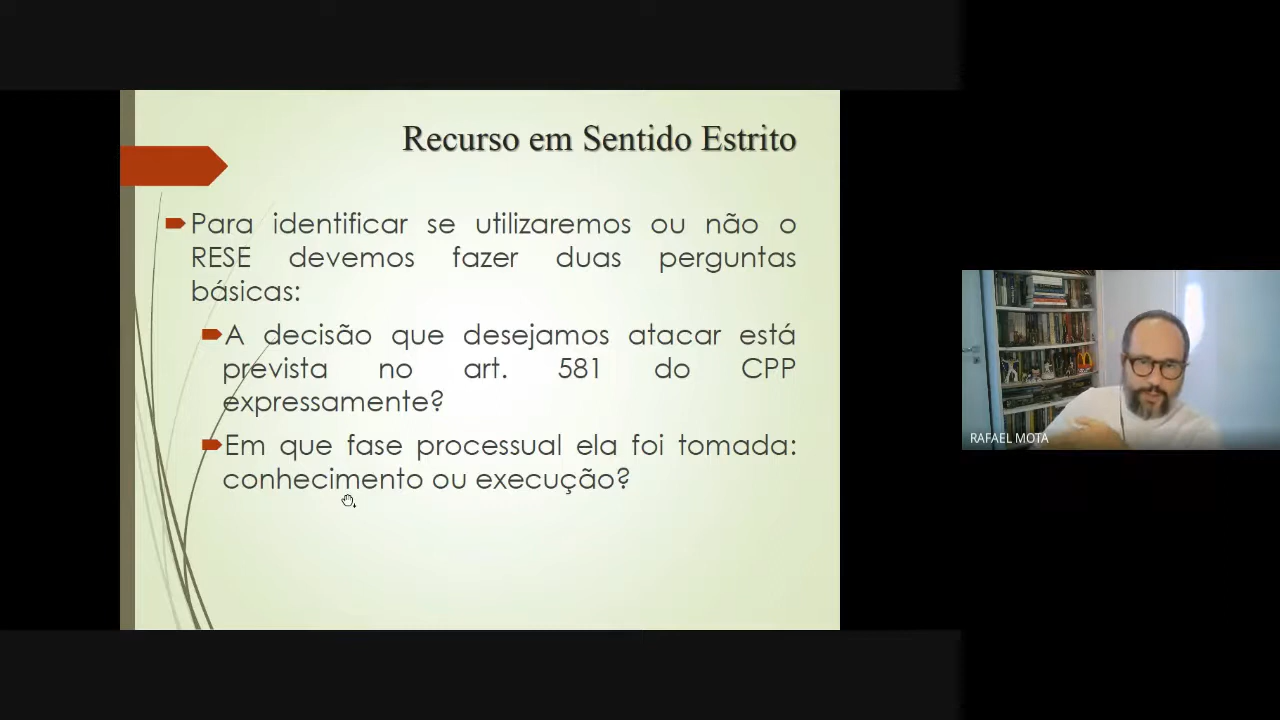 Recurso em Sentido Estrito
Para identificar se utilizaremos ou não o
RESE devemos fazer duas perguntas
básicas:
A decisão que desejamos atacar está
prevista no art. 581 do CPP
expressamente?
Em que fase processual ela foi tomada:
conhecimento ou execução?
RAFAEL MOTA